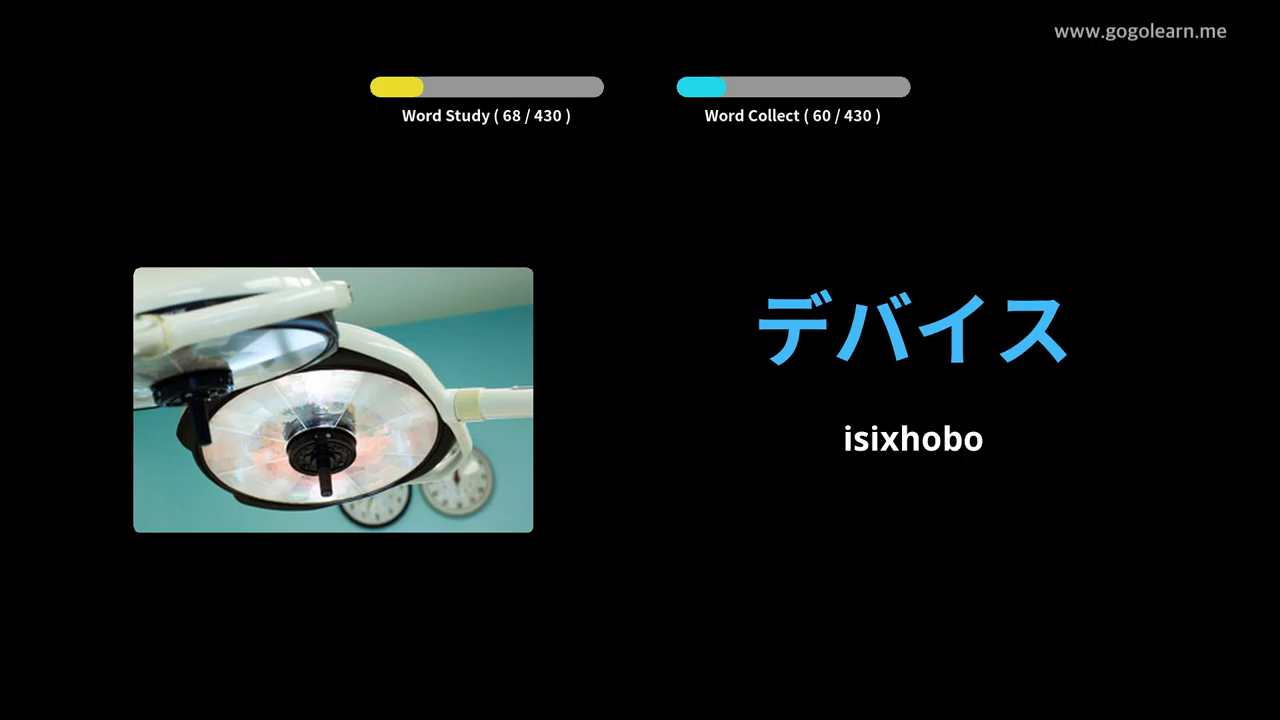 www.gogolearn.me
Word Study ( 68 / 430 )
Word Collect ( 60 / 430 )
デバイス
isixhobo